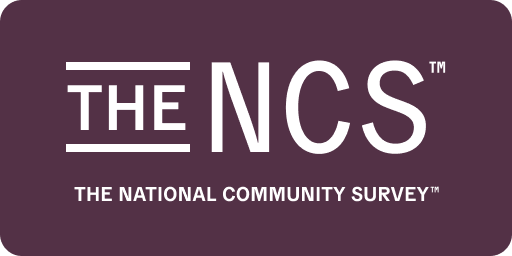 THE NCS™
THE NATIONAL COMMUNITY SURVEY™